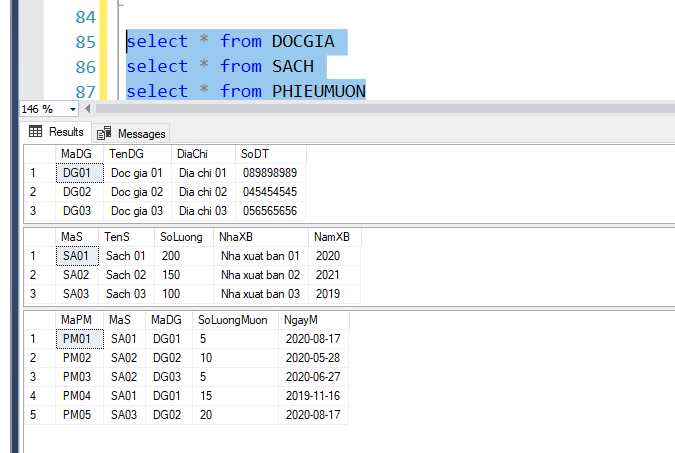 84
85 select * from DOCGIA
86 select * from SACH
87 select * from PHIEUMUON
146 %
Results Messages
MaDG TenDG DiaChi SoDT
1 DG01 Doc gia 01 Dia chi 01 089898989
2 DG02 Doc gia 02 Dia chi 02 045454545
3 DG03 Doc gia 03 Dia chi 03 056565656
MaS TenS SoLuong NhaXB NamXB
1 SA01 Sach 01 200 Nha xuat ban 01 2020
2 SA02 Sach 02 150 Nha xuat ban 02 2021
3 SA03 Sach 03 100 Nha xuat ban 03 2019
MaPM MaS MaDG SoLuongMuon NgayM
1 PM01 SA01 DG01 5 2020-08-17
2 PM02 SA02 DG02 10 2020-05-28
3 PM03 SA02 DG03 5 2020-06-27
4 PM04 SA01 DG01 15 2019-11-16
5 PM05 SA03 DG02 20 2020-08-17